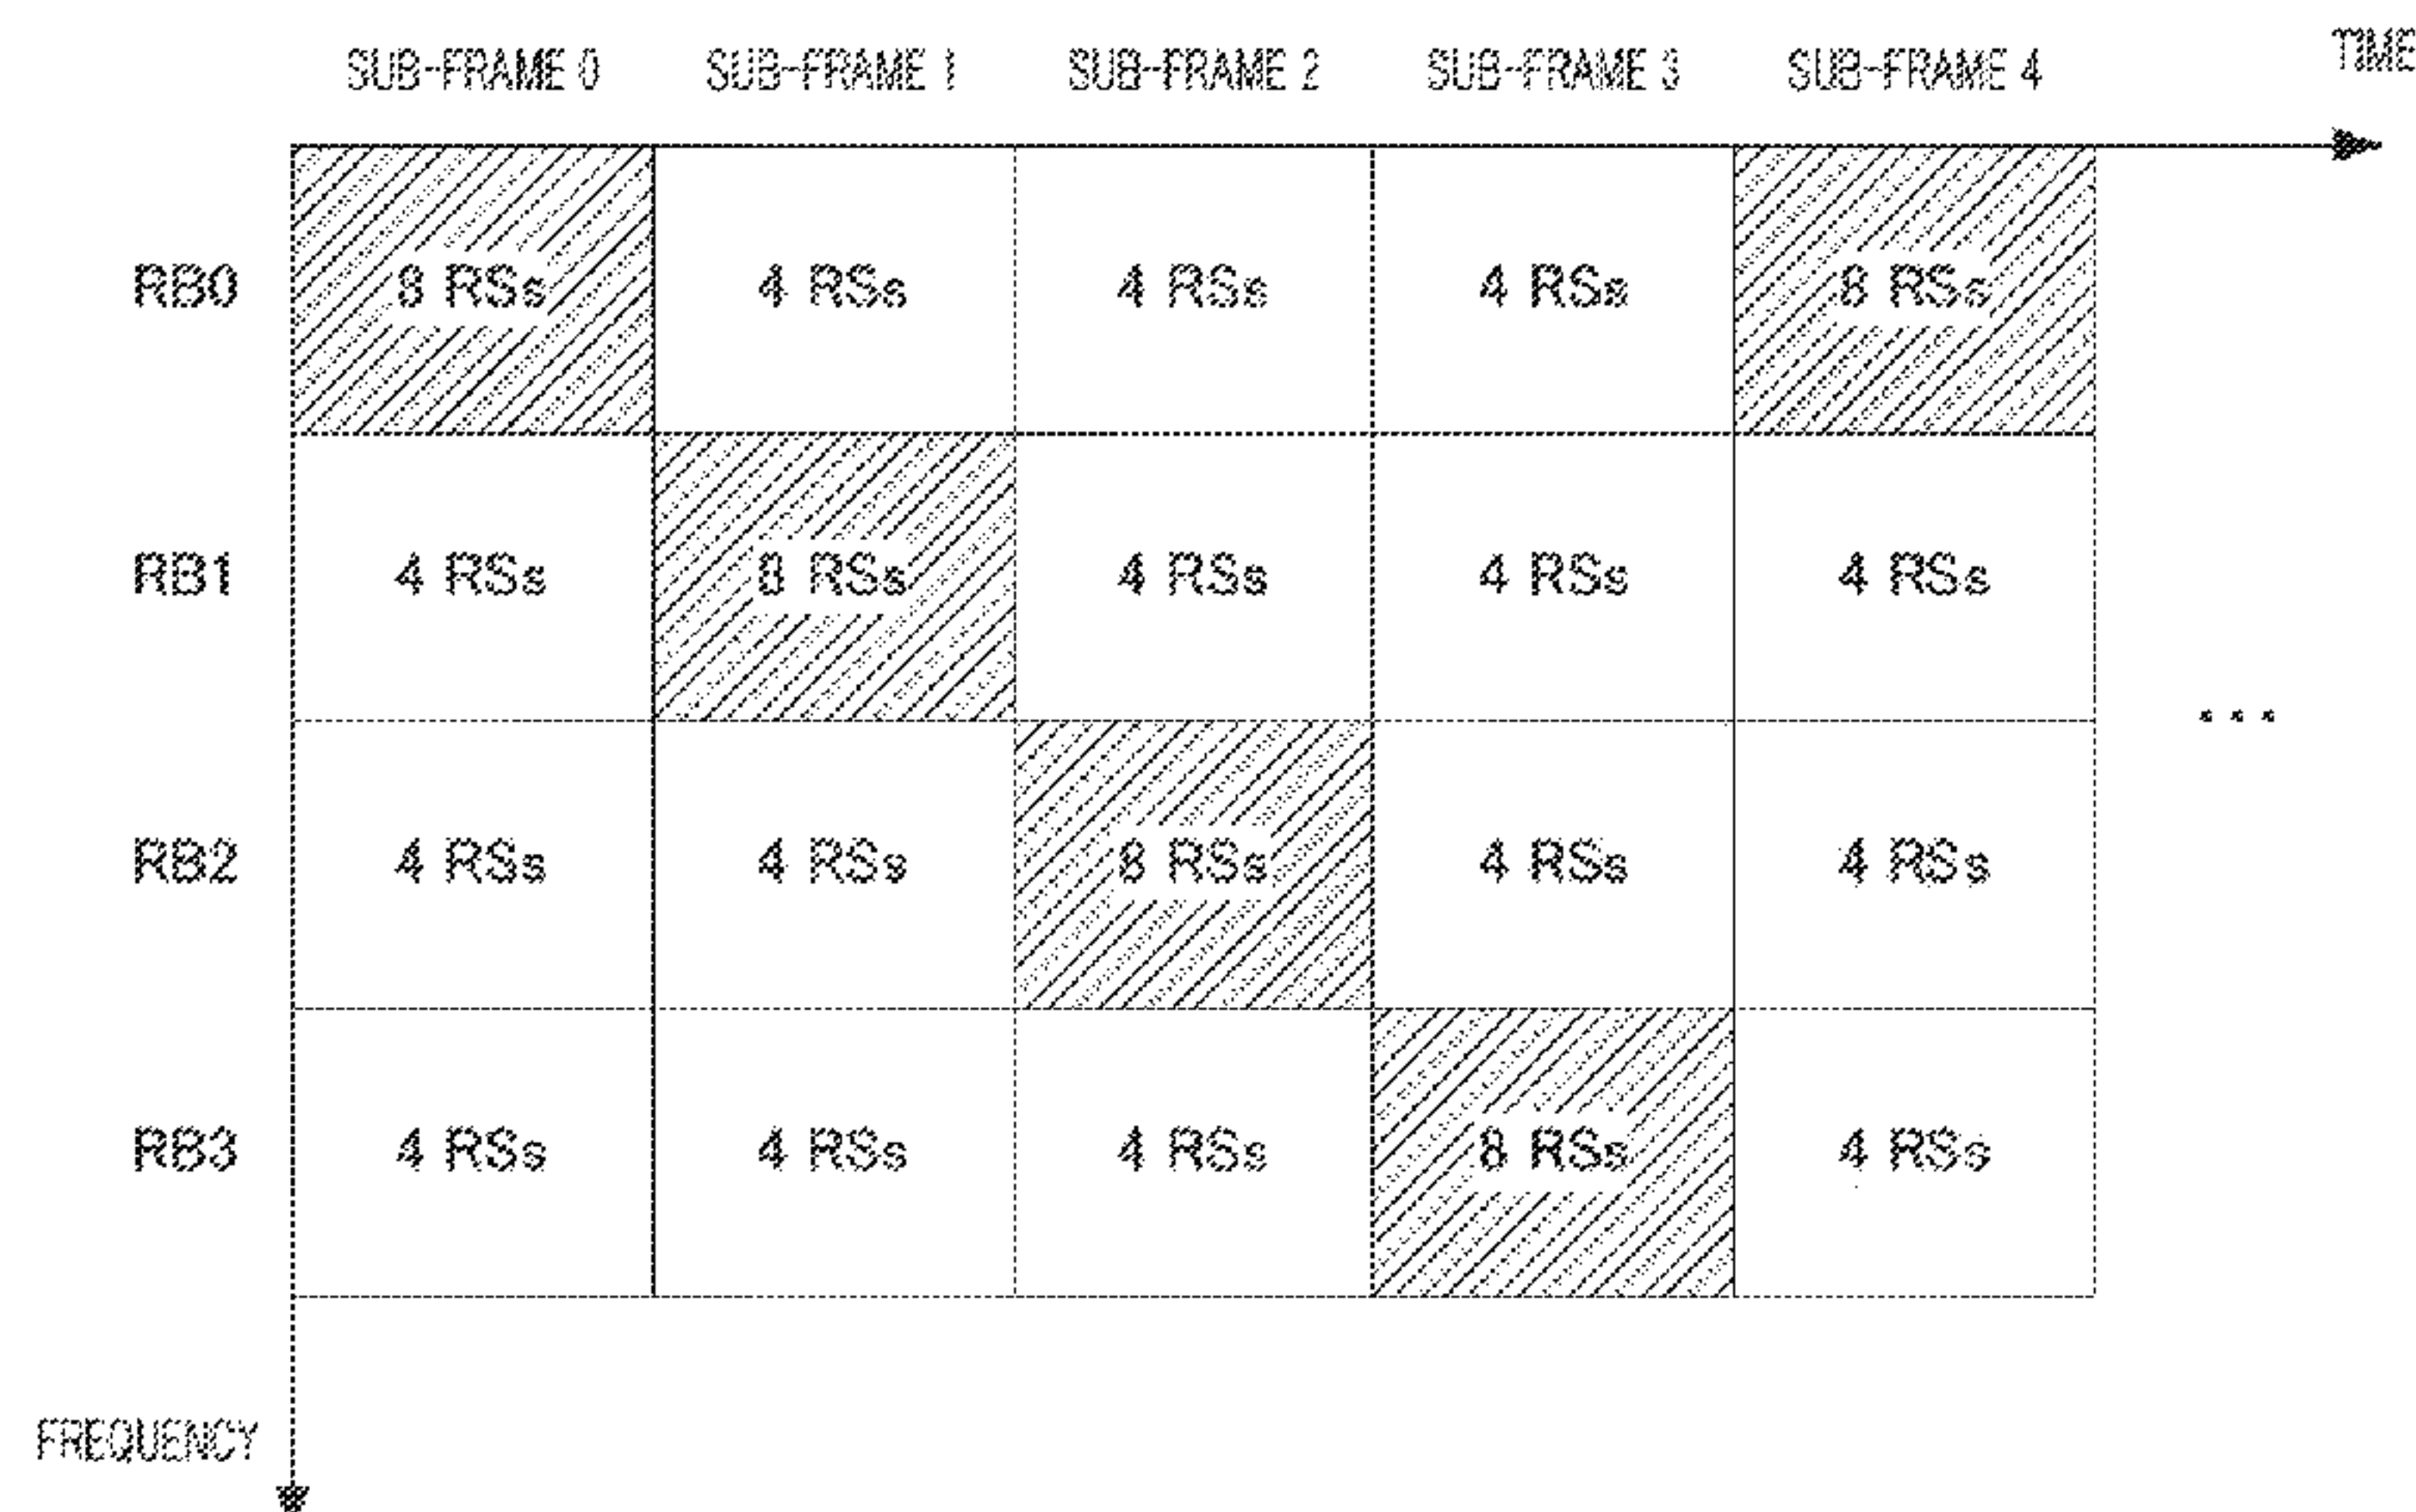 SUB-FRAME 0 SUB-FRAME 1 SUB-FRAME 2 SUB-FRAME 3 SUB-FRAME 4 TIME
RB0 8 RSs 4 RSs 4 RSs 4 RSs 8 RSs
RB1 4 RSs 8 RSs 4 RSs 4 RSs 4 RSs
...
RB2 4 RSs 4 RSs 8 RSs 4 RSs 4 RSs
RB3 4 RSs 4 RSs 4 RSs 8 RSs 4 RSs
FREQUENCY